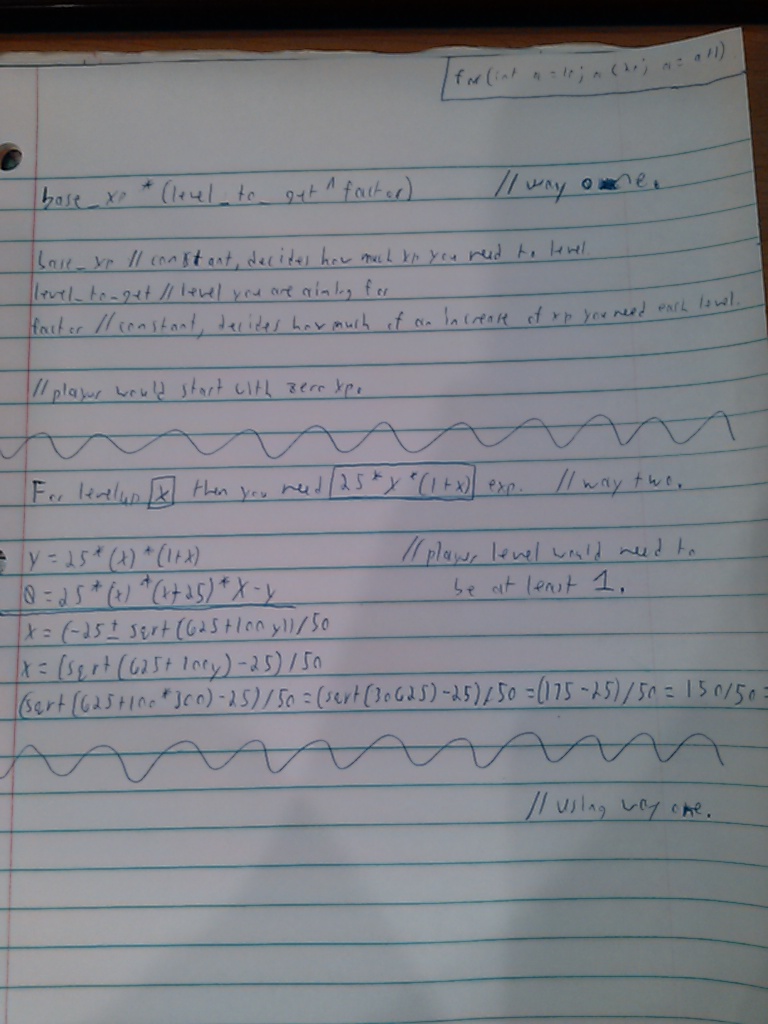 for(int a = 10; a < 20; a = a+1)
base_xp * (level_to_get ^ factor) // way one.
base_xp // constant, decides how much xp you need to level
level_to_get // level you are aiming for
factor // constant, decides how much of an increase of xp you need each level.
// player would start with zero xp.
For levelup x then you need 25*x*(1+x) exp. // way two.
y = 25*(x)*(1+x) // player level would need to
be at least 1.
0 = 25*(x)*(x+25)*x-y
x = (-25± sqrt(625+100y))/50
x = (sqrt(625+100y)-25)/50
(sqrt(625+100*300)-25)/50 = (sqrt(30625)-25)/50 = (175-25)/50 = 150/50 =
// using way one.